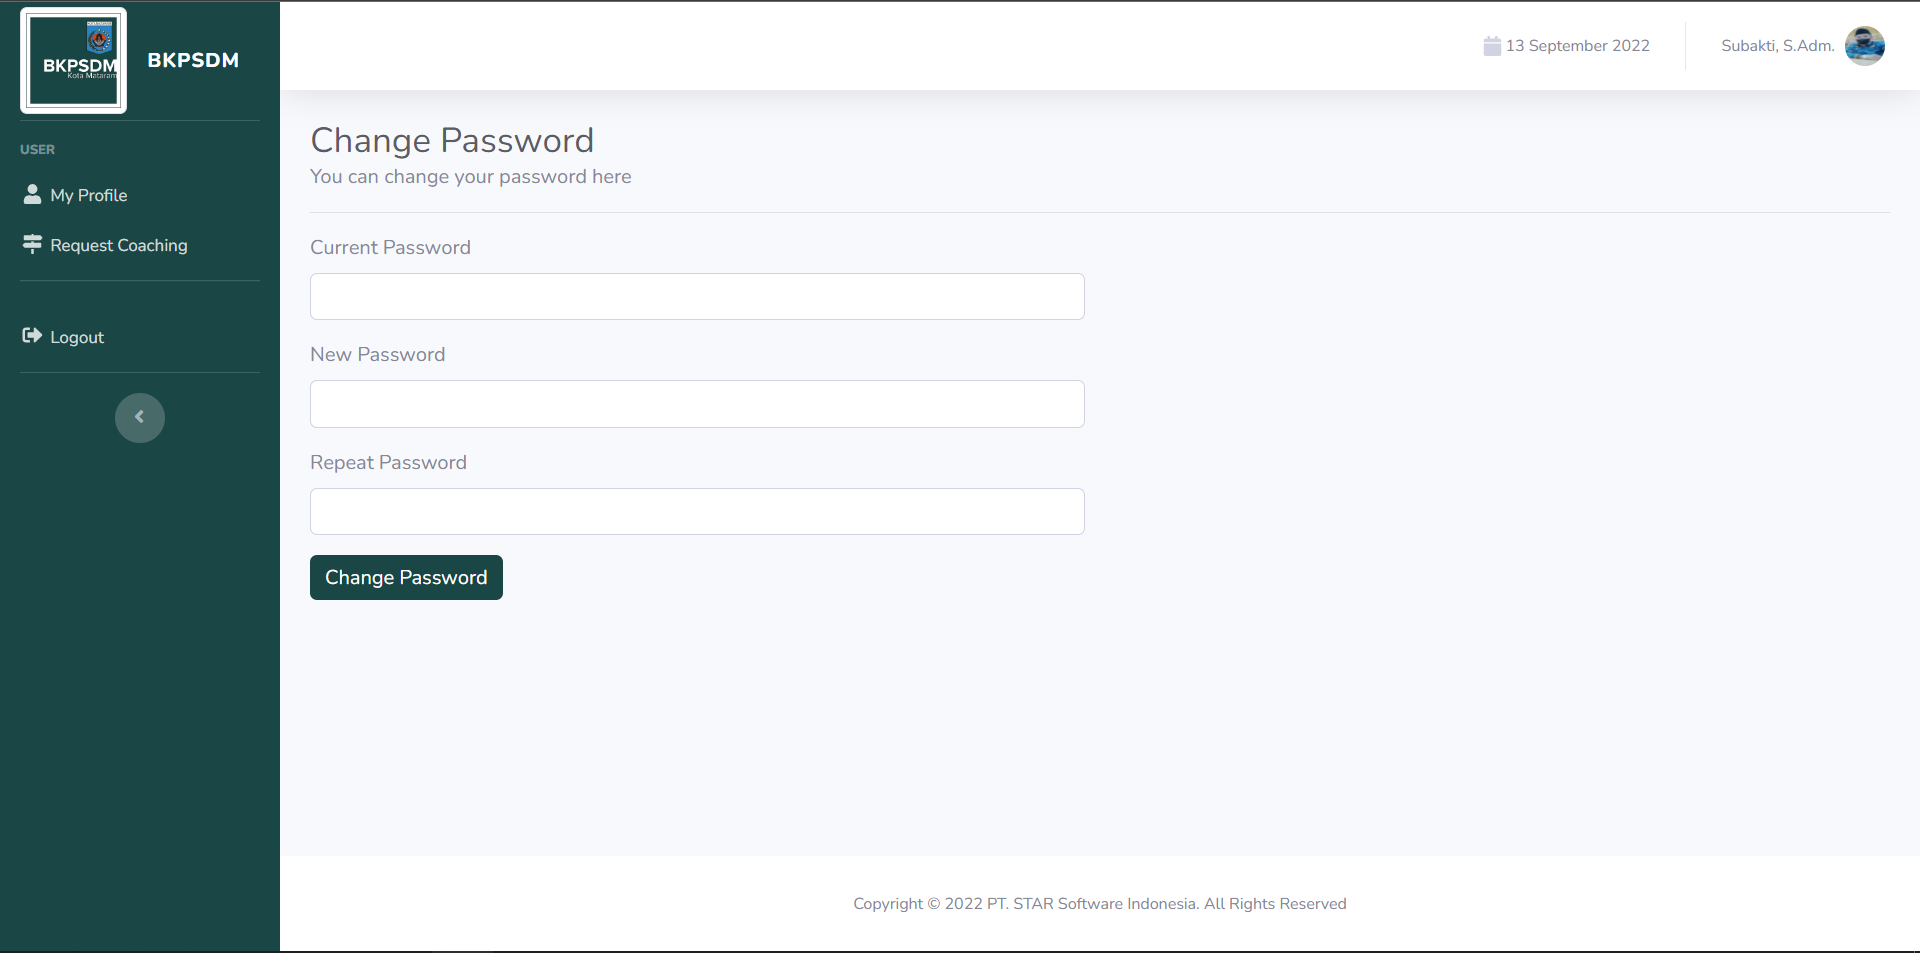 BKPSDM
Kota Mataram
BKPSDM
13 September 2022
Subakti, S.Adm.
USER
My Profile
Request Coaching
Logout
Change Password
You can change your password here
Current Password
New Password
Repeat Password
Change Password
Copyright © 2022 PT. STAR Software Indonesia. All Rights Reserved